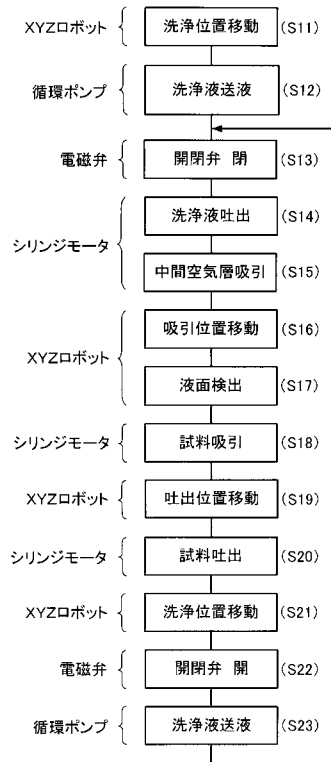 XYZロボット 洗浄位置移動 (S11)
循環ポンプ 洗浄液送液 (S12)
電磁弁 開閉弁 閉 (S13)
洗浄液吐出 (S14)
シリンジモータ
中間空気層吸引 (S15)
吸引位置移動 (S16)
XYZロボット
液面検出 (S17)
シリンジモータ 試料吸引 (S18)
XYZロボット 吐出位置移動 (S19)
シリンジモータ 試料吐出 (S20)
XYZロボット 洗浄位置移動 (S21)
電磁弁 開閉弁 開 (S22)
循環ポンプ 洗浄液送液 (S23)